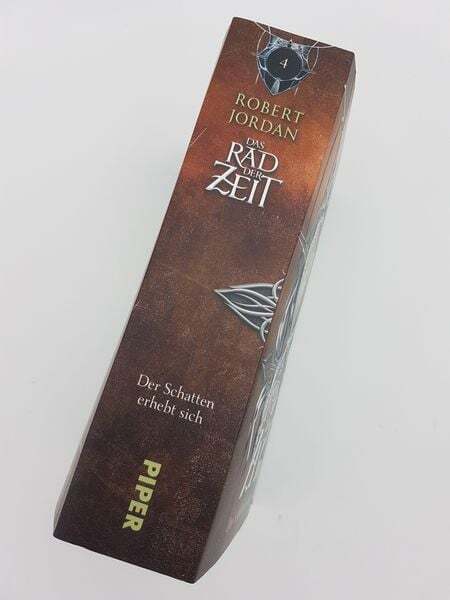 4
ROBERT
JORDAN
DAS
RAD
DER
ZEIT
Der Schatten
erhebt sich
PIPER